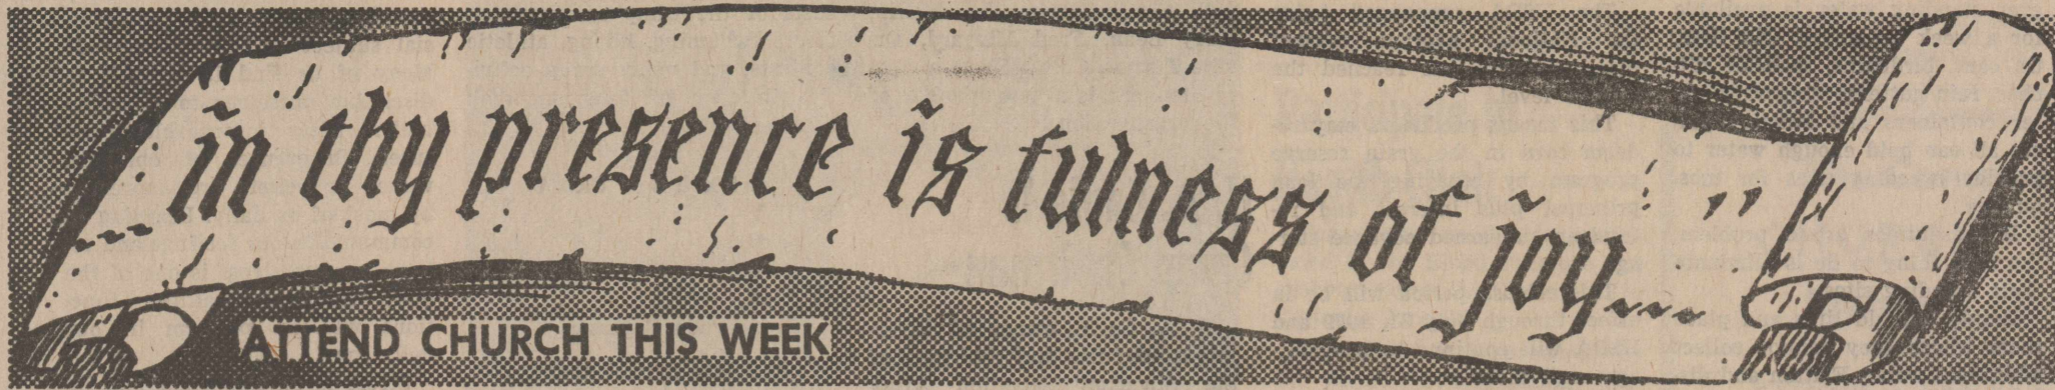 ...in thy presence is fulness of joy...
ATTEND CHURCH THIS WEEK